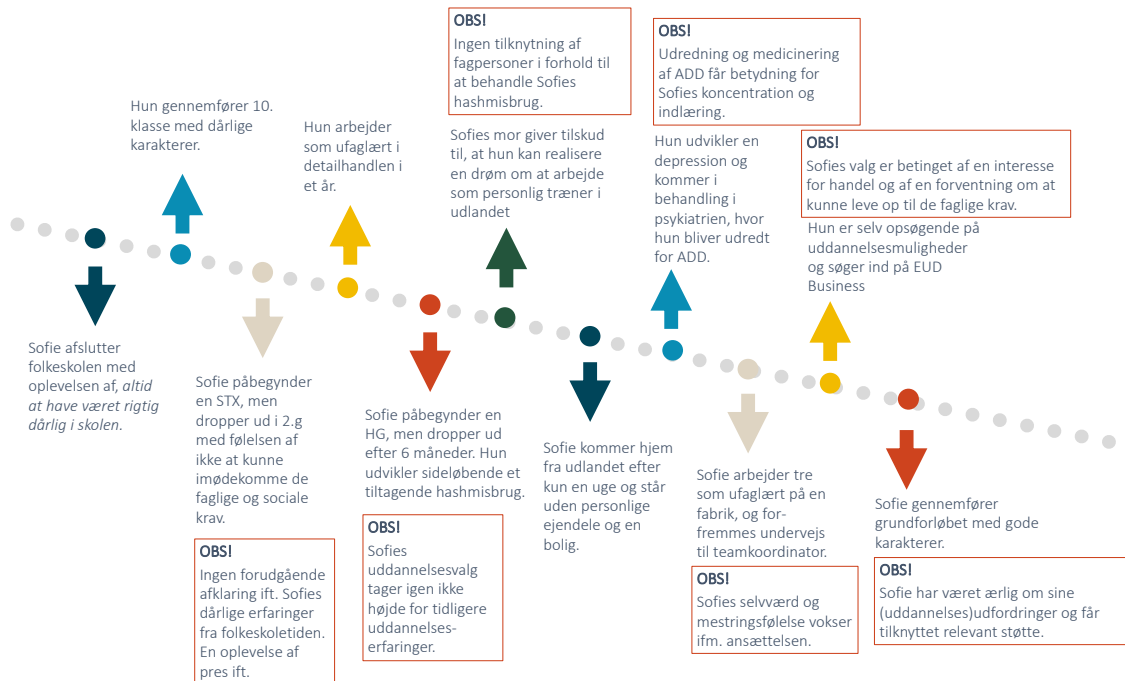 Sofie afslutter
folkeskolen med
oplevelsen af, altid
at have været rigtig
dårlig i skolen.
Hun gennemfører 10.
klasse med dårlige
karakterer.
Sofie påbegynder
en STX, men
dropper ud i 2.g
med følelsen af
ikke at kunne
imødekomme de
faglige og sociale
krav.
OBS!
Ingen forudgående
afklaring ift. Sofies
dårlige erfaringer
fra folkeskoletiden.
En oplevelse af
pres ift.
Hun arbejder
som ufaglært i
detailhandlen i
et år.
Sofie påbegynder en
HG, men dropper ud
efter 6 måneder. Hun
udvikler sideløbende et
tiltagende hashmisbrug.
OBS!
Sofies
uddannelsesvalg
tager igen ikke
højde for tidligere
uddannelses-
erfaringer.
OBS!
Ingen tilknytning af
fagpersoner i forhold til
at behandle Sofies
hashmisbrug.
Sofies mor giver tilskud
til, at hun kan realisere
en drøm om at arbejde
som personlig træner i
udlandet
Sofie kommer hjem
fra udlandet efter
kun en uge og står
uden personlige
ejendele og en
bolig.
OBS!
Udredning og medicinering
af ADD får betydning for
Sofies koncentration og
indlæring.
Hun udvikler en
depression og
kommer i
behandling i
psykiatrien, hvor
hun bliver udredt
for ADD.
Sofie arbejder tre
som ufaglært på en
fabrik, og for-
fremmes undervejs
til teamkoordinator.
OBS!
Sofies selvværd og
mestringsfølelse vokser
ifm. ansættelsen.
OBS!
Sofies valg er betinget af en interesse
for handel og af en forventning om at
kunne leve op til de faglige krav.
Hun er selv opsøgende på
uddannelsesmuligheder
og søger ind på EUD
Business
Sofie gennemfører
grundforløbet med gode
karakterer.
OBS!
Sofie har været ærlig om sine
(uddannelses)udfordringer og får
tilknyttet relevant støtte.